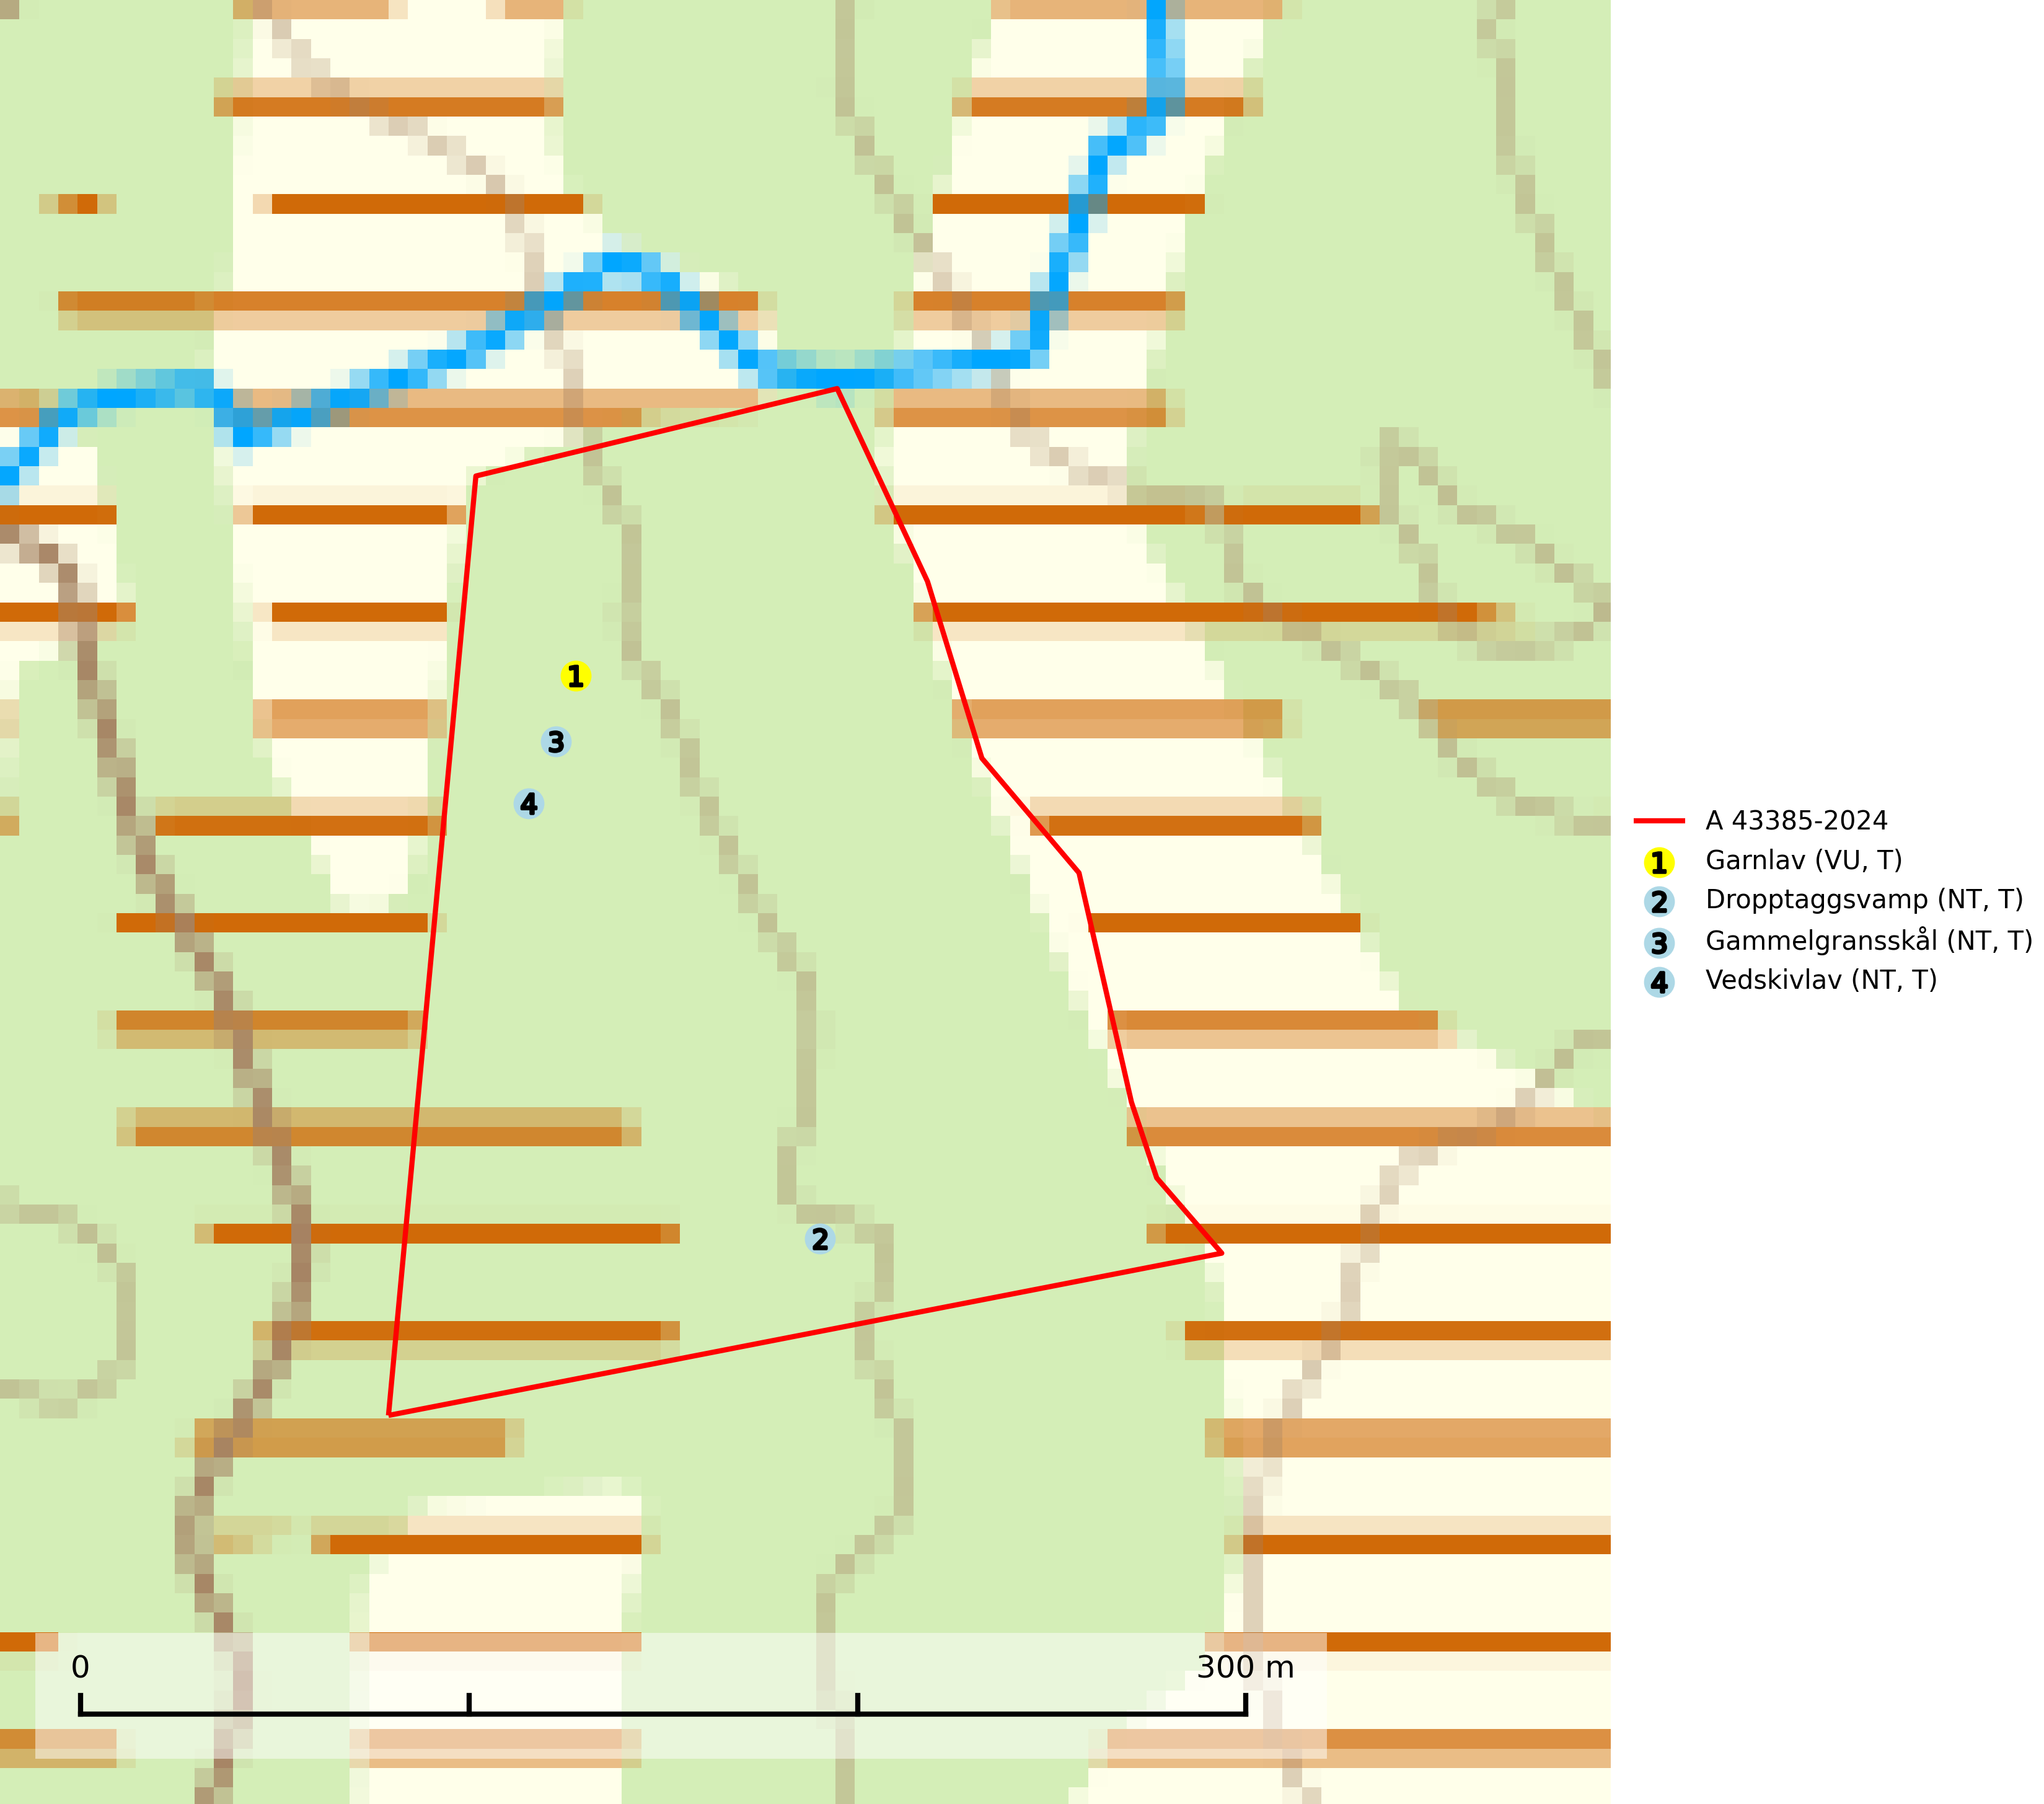 1
3
4
2
A 43385-2024
1 Garnlav (VU, T)
2 Dropptaggsvamp (NT, T)
3 Gammelgransskål (NT, T)
4 Vedskivlav (NT, T)
0 300 m